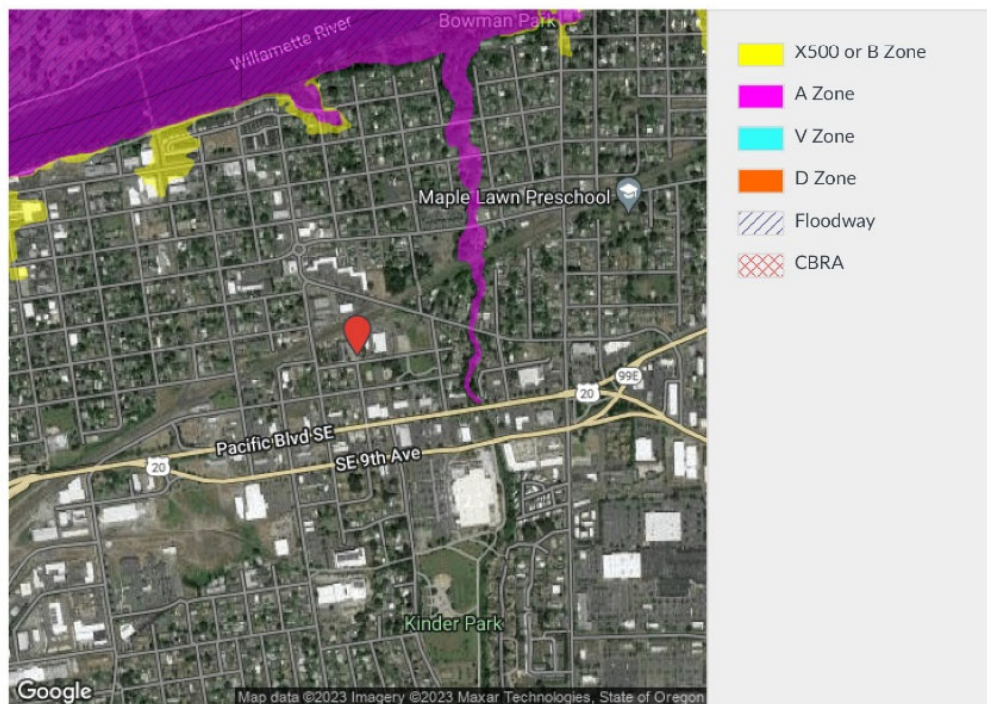 Bowman Park
Willamette River
Maple Lawn Preschool
99E
20
Pacific Blvd SE
20
SE 9th Ave
Kinder Park
Google
Map data ©2023 Imagery ©2023 Maxar Technologies, State of Oregon
X500 or B Zone
A Zone
V Zone
D Zone
Floodway
CBRA